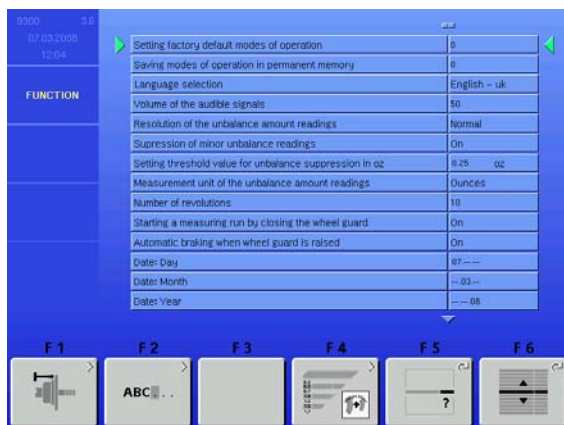 9300 3.6
07.03.2008
12:04
FUNCTION
Setting factory default modes of operation 0
Saving modes of operation in permanent memory 0
Language selection English - uk
Volume of the audible signals 50
Resolution of the unbalance amount readings Normal
Supression of minor unbalance readings On
Setting threshold value for unbalance suppression in oz 0.25 oz
Measurement unit of the unbalance amount readings Ounces
Number of revolutions 10
Starting a measuring run by closing the wheel guard On
Automatic braking when wheel guard is raised On
Date: Day 07.--.--
Date: Month --.03.--
Date: Year --.--.08
F 1 F 2 F 3 F 4 F 5 F 6
ABC . . ?